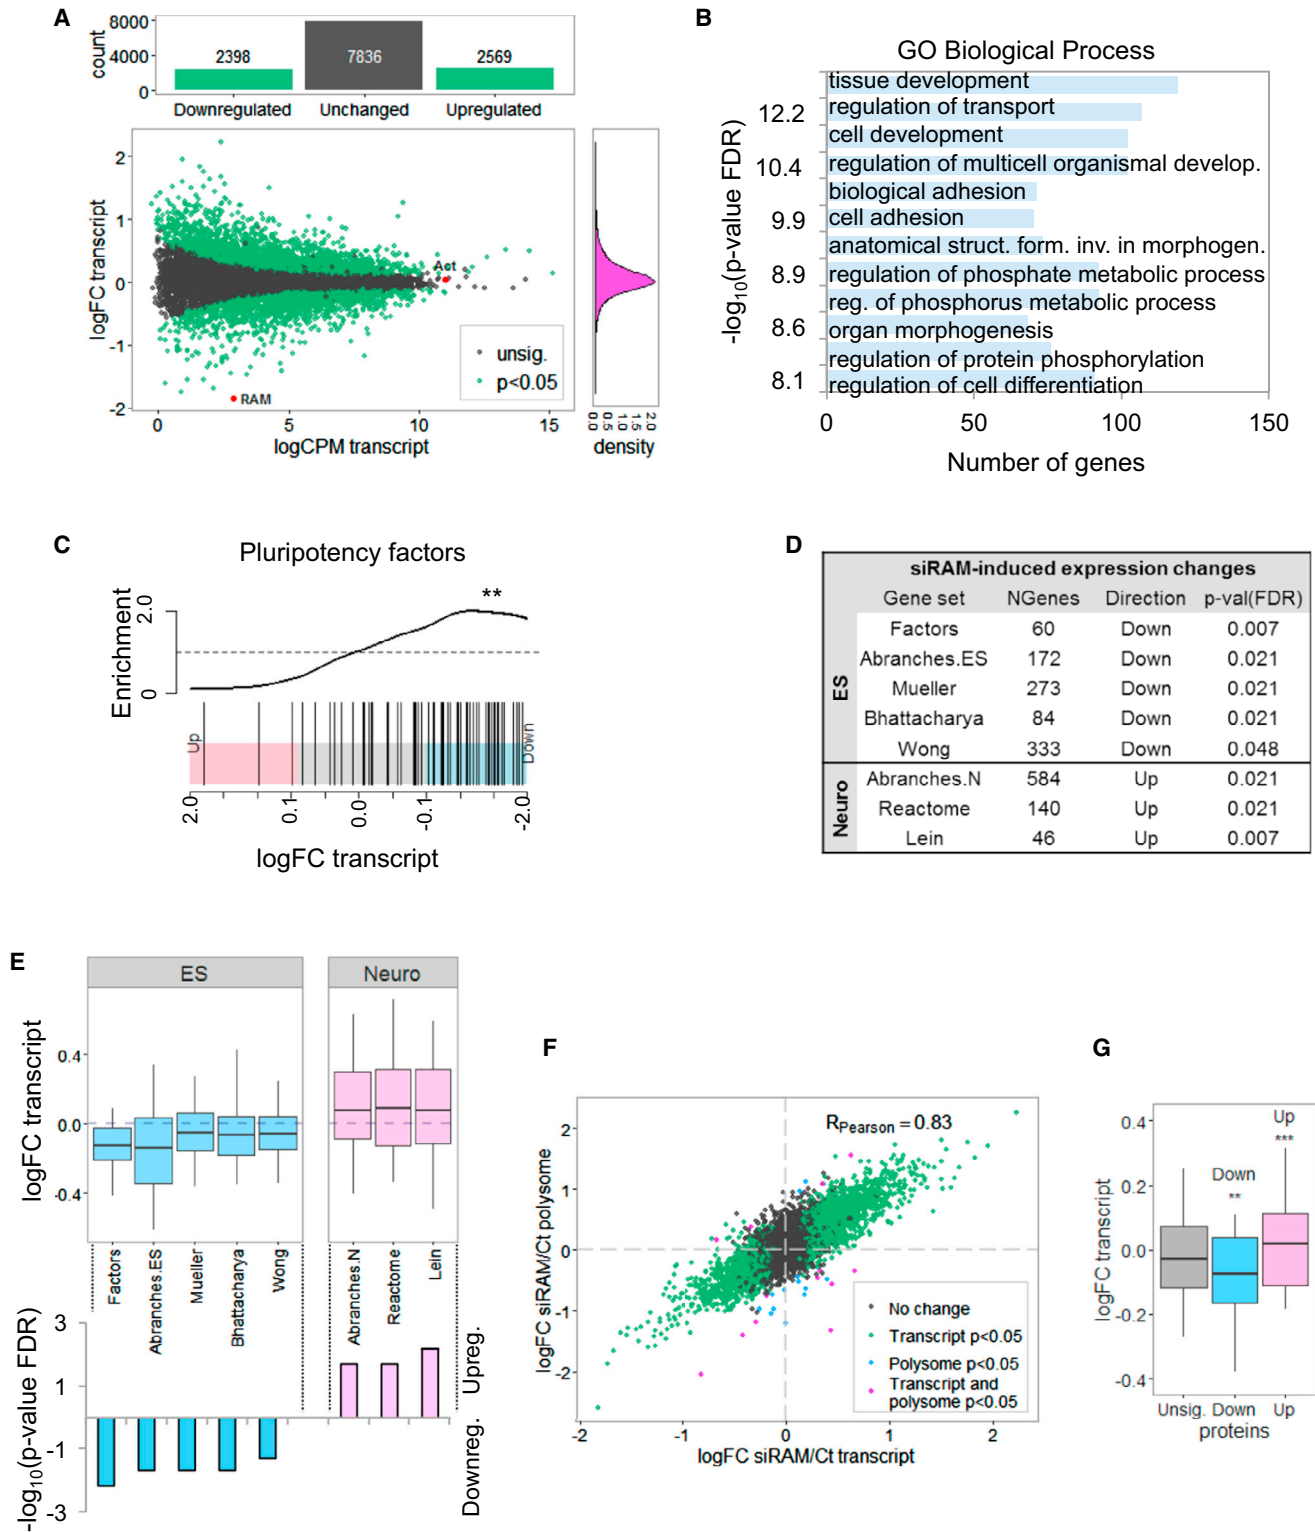 A
8000
4000
0
count
2398
7836
2569
Downregulated
Unchanged
Upregulated
2
1
0
-1
-2
logFC transcript
Act
RAM
unsig.
p<0.05
0
5
10
15
logCPM transcript
0.0
0.5
1.0
1.5
2.0
density
B
GO Biological Process
-log10(p-value FDR)
12.2
10.4
9.9
8.9
8.6
8.1
tissue development
regulation of transport
cell development
regulation of multicell organismal develop.
biological adhesion
cell adhesion
anatomical struct. form. inv. in morphogen.
regulation of phosphate metabolic process
reg. of phosphorus metabolic process
organ morphogenesis
regulation of protein phosphorylation
regulation of cell differentiation
0
50
100
150
Number of genes
C
Pluripotency factors
Enrichment
2.0
0
**
Up
Down
2.0
0.1
0.0
-0.1
-2.0
logFC transcript
D
siRAM-induced expression changes
Gene set NGenes Direction p-val(FDR)
ES
Factors 60 Down 0.007
Abranches.ES 172 Down 0.021
Mueller 273 Down 0.021
Bhattacharya 84 Down 0.021
Wong 333 Down 0.048
Neuro
Abranches.N 584 Up 0.021
Reactome 140 Up 0.021
Lein 46 Up 0.007
E
ES
Neuro
logFC transcript
0.4
0.0
-0.4
Factors
Abranches.ES
Mueller
Bhattacharya
Wong
Abranches.N
Reactome
Lein
-log10(p-value FDR)
3
1
-1
-3
Upreg.
Downreg.
F
RPearson = 0.83
logFC siRAM/Ct polysome
2
1
0
-1
-2
No change
Transcript p<0.05
Polysome p<0.05
Transcript and
polysome p<0.05
-2
-1
0
1
2
logFC siRAM/Ct transcript
G
logFC transcript
0.4
0.2
0.0
-0.2
-0.4
Up
***
Down
**
Unsig.
Down
Up
proteins